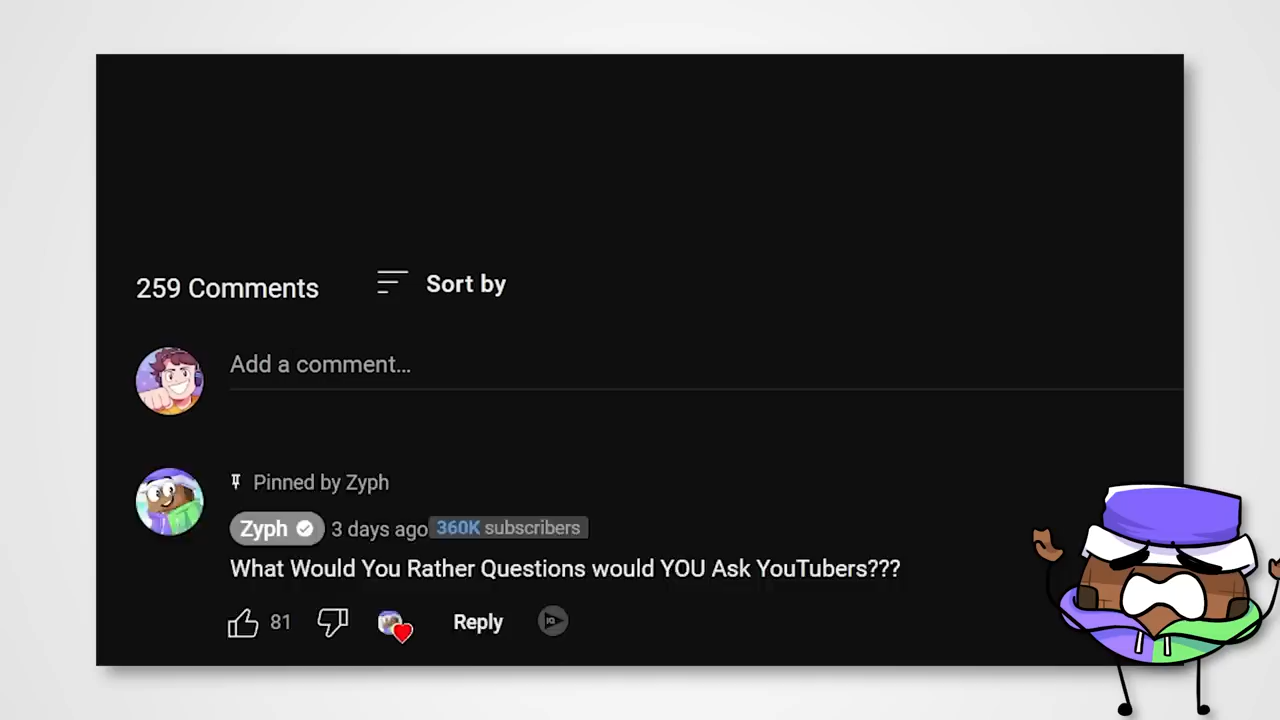 259 Comments
Sort by
Add a comment...
Pinned by Zyph
Zyph 3 days ago 360K subscribers
What Would You Rather Questions would YOU Ask YouTubers???
81 Reply IQ